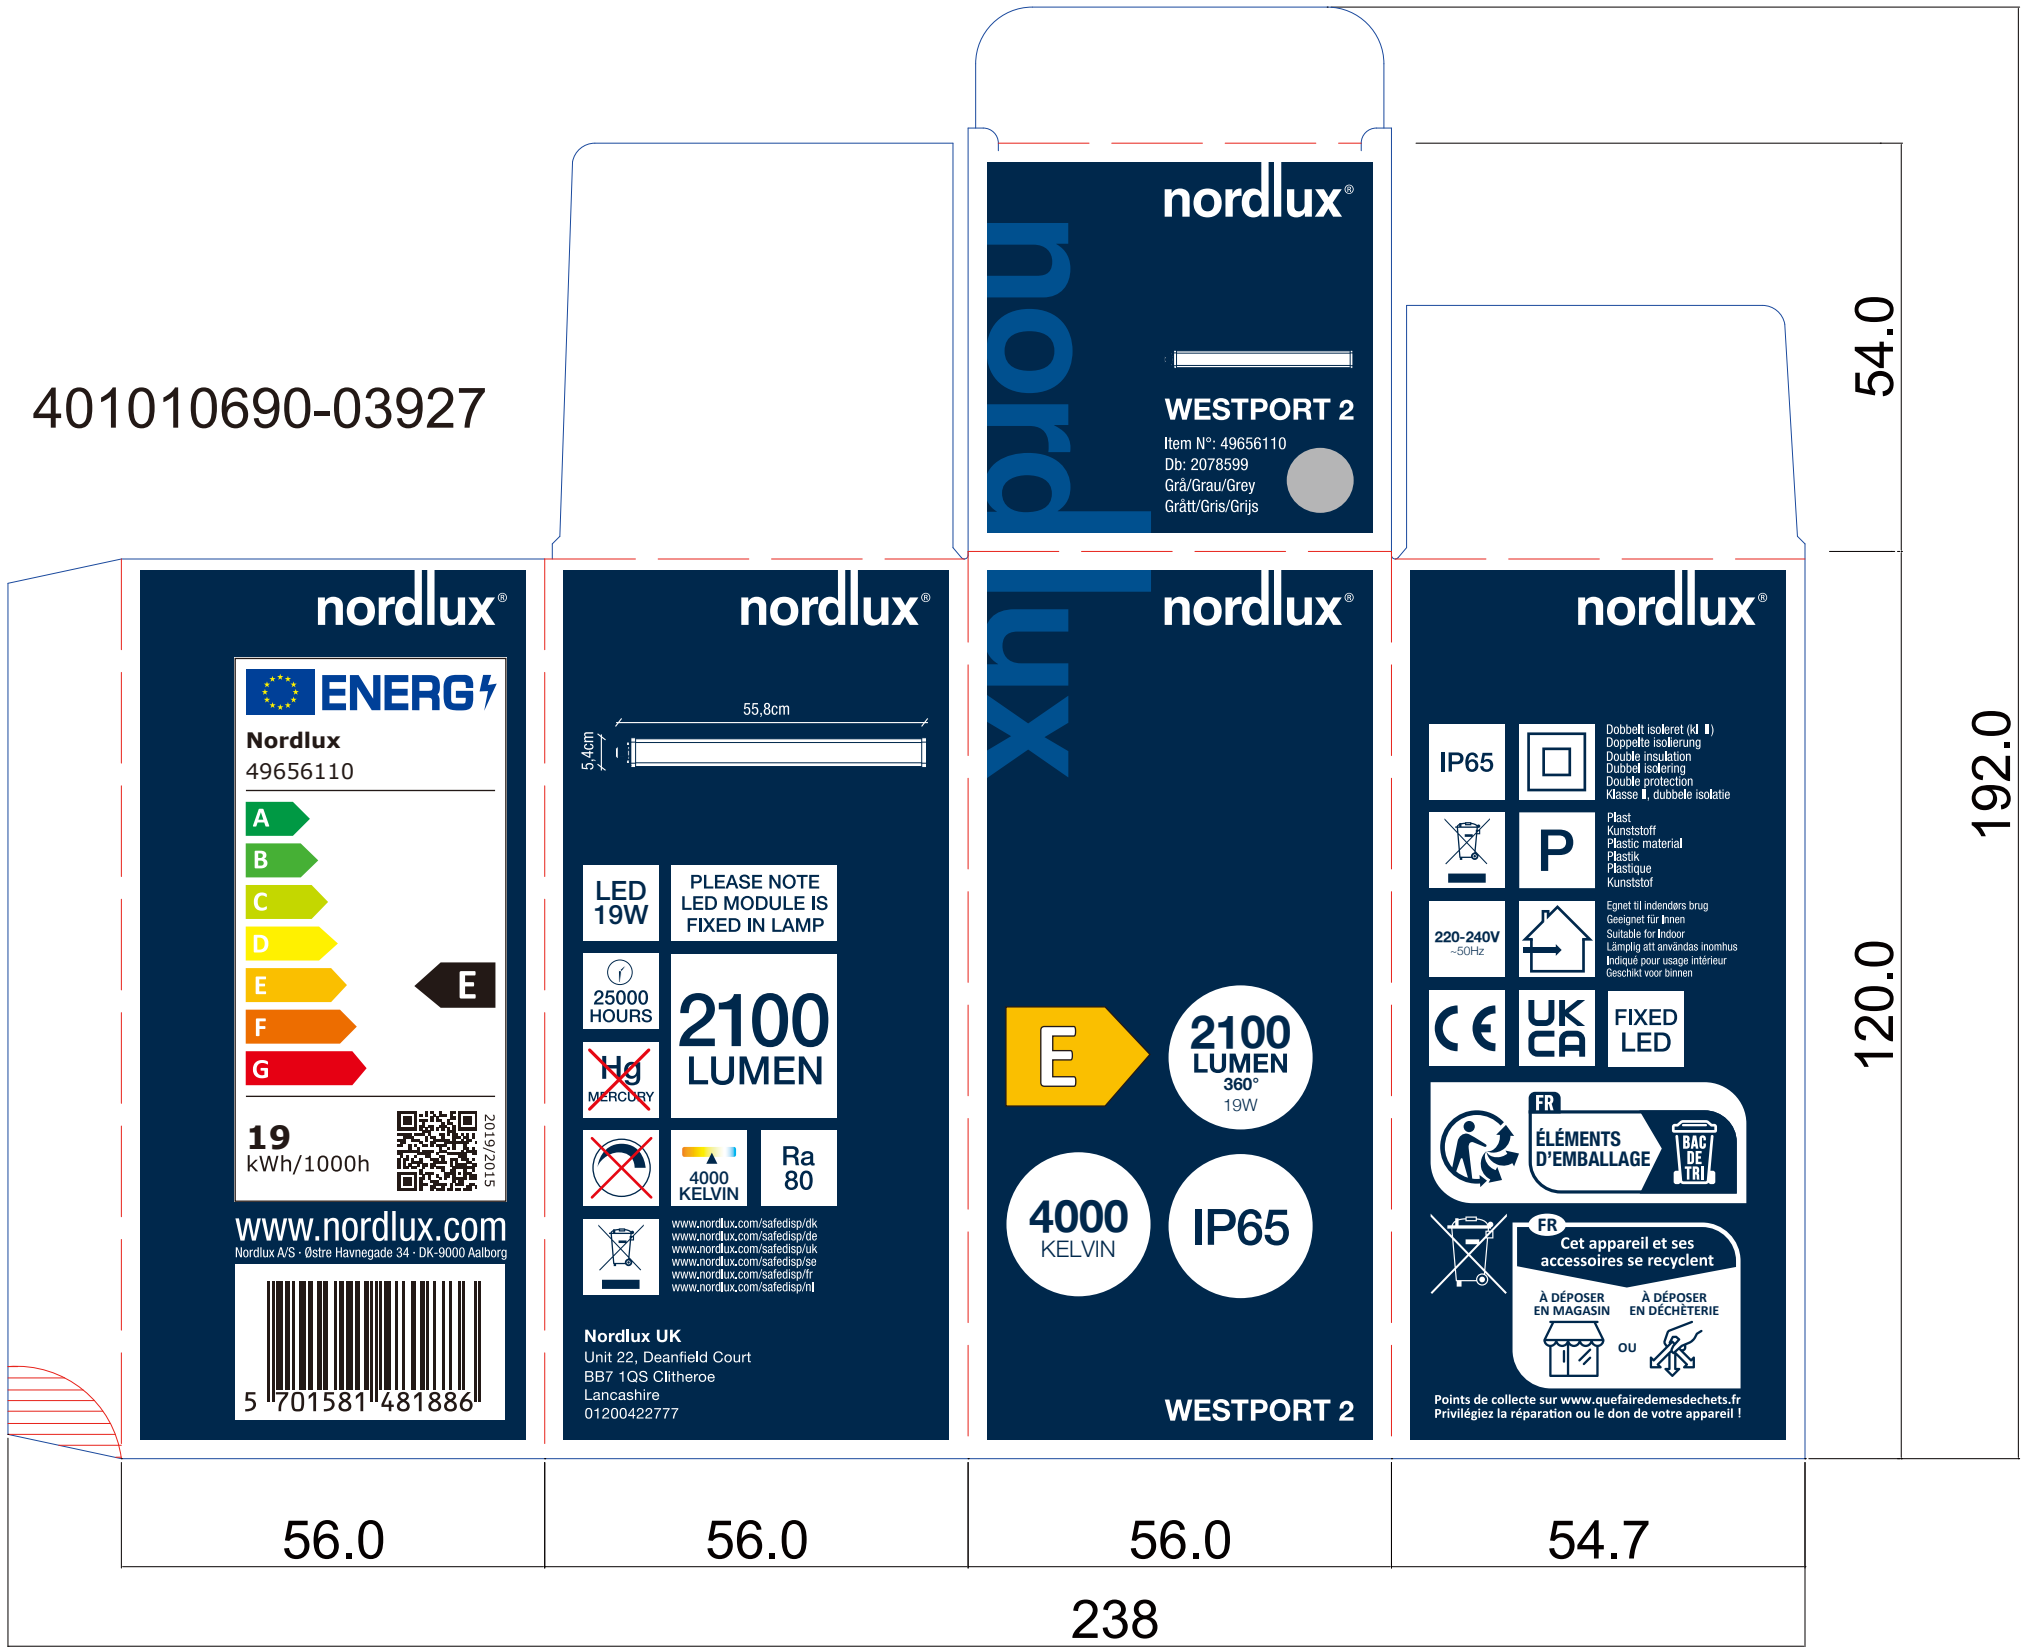 401010690-03927
nordlux®
nord
WESTPORT 2
Item N°: 49656110
Db: 2078599
Grå/Grau/Grey
Grått/Gris/Grijs
54.0
192.0
120.0
nordlux®
ENERG
Nordlux
49656110
A
B
C
D
E
F
G
E
19
kWh/1000h
2019/2015
www.nordlux.com
Nordlux A/S · Østre Havnegade 34 · DK-9000 Aalborg
5 701581 481886
nordlux®
55,8cm
5,4cm
LED
19W
PLEASE NOTE
LED MODULE IS
FIXED IN LAMP
25000
HOURS
2100
LUMEN
Hg
MERCURY
4000
KELVIN
Ra
80
www.nordlux.com/safedisp/dk
www.nordlux.com/safedisp/de
www.nordlux.com/safedisp/uk
www.nordlux.com/safedisp/se
www.nordlux.com/safedisp/fr
www.nordlux.com/safedisp/nl
Nordlux UK
Unit 22, Deanfield Court
BB7 1QS Clitheroe
Lancashire
01200422777
lux
nordlux®
E
2100
LUMEN
360°
19W
4000
KELVIN
IP65
WESTPORT 2
nordlux®
IP65
Dobbelt isoleret (kl II)
Doppelte isolierung
Double insulation
Dubbel isolering
Double protection
Klasse II, dubbele isolatie
P
Plast
Kunststoff
Plastic material
Plastik
Plastique
Kunststof
220-240V
~50Hz
Egnet til indendørs brug
Geeignet für Innen
Suitable for Indoor
Lämplig att användas inomhus
Indiqué pour usage intérieur
Geschikt voor binnen
CE
UK
CA
FIXED
LED
FR
ÉLÉMENTS
D'EMBALLAGE
BAC
DE
TRI
FR
Cet appareil et ses
accessoires se recyclent
À DÉPOSER
EN MAGASIN
OU
À DÉPOSER
EN DÉCHÈTERIE
Points de collecte sur www.quefairedemesdechets.fr
Privilégiez la réparation ou le don de votre appareil !
56.0
56.0
56.0
54.7
238